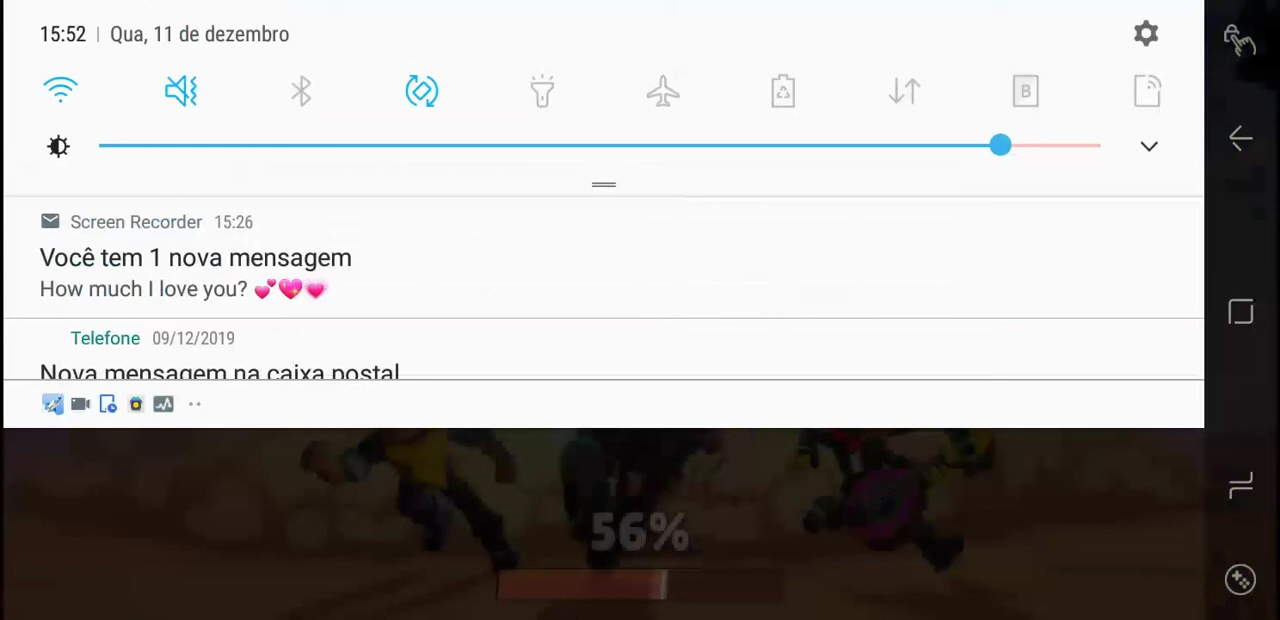 15:52 | Qua, 11 de dezembro
B
Screen Recorder 15:26
Você tem 1 nova mensagem
How much I love you? 💕💖💗
Telefone 09/12/2019
Nova mensagem na caixa postal
56%